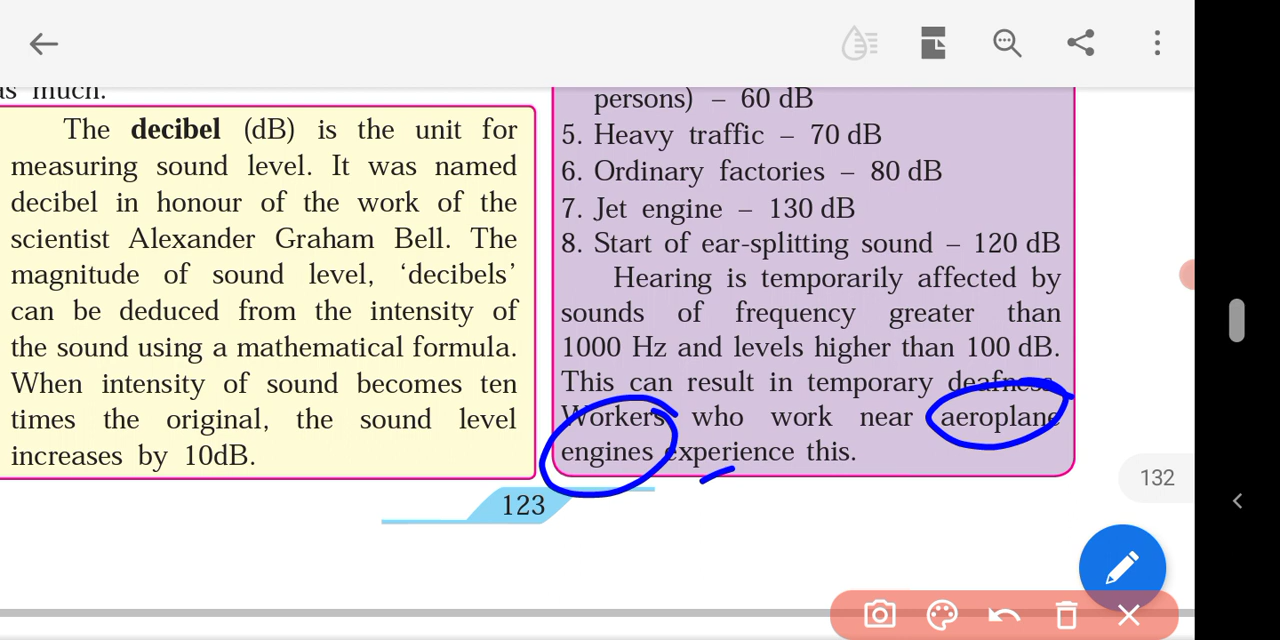 as much.
The decibel (dB) is the unit for
measuring sound level. It was named
decibel in honour of the work of the
scientist Alexander Graham Bell. The
magnitude of sound level, ‘decibels’
can be deduced from the intensity of
the sound using a mathematical formula.
When intensity of sound becomes ten
times the original, the sound level
increases by 10dB.
persons) – 60 dB
5. Heavy traffic – 70 dB
6. Ordinary factories – 80 dB
7. Jet engine – 130 dB
8. Start of ear-splitting sound – 120 dB
Hearing is temporarily affected by
sounds of frequency greater than
1000 Hz and levels higher than 100 dB.
This can result in temporary deafness.
Workers who work near aeroplane
engines experience this.
123
132